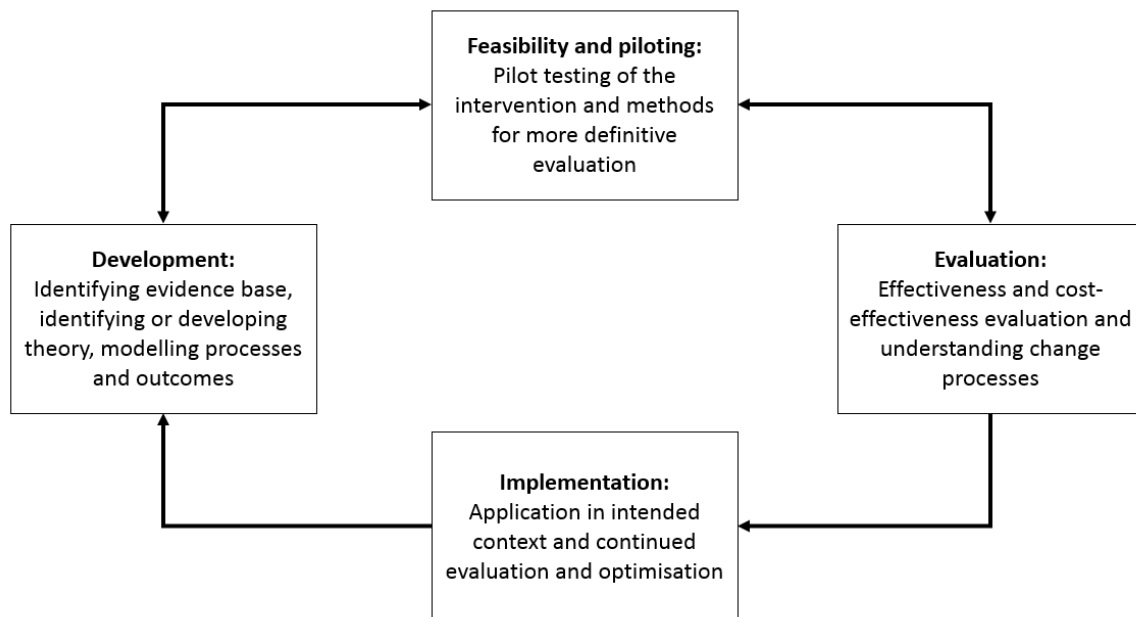 Feasibility and piloting:
Pilot testing of the
intervention and methods
for more definitive
evaluation
Development:
Identifying evidence base,
identifying or developing
theory, modelling processes
and outcomes
Evaluation:
Effectiveness and cost-
effectiveness evaluation and
understanding change
processes
Implementation:
Application in intended
context and continued
evaluation and optimisation